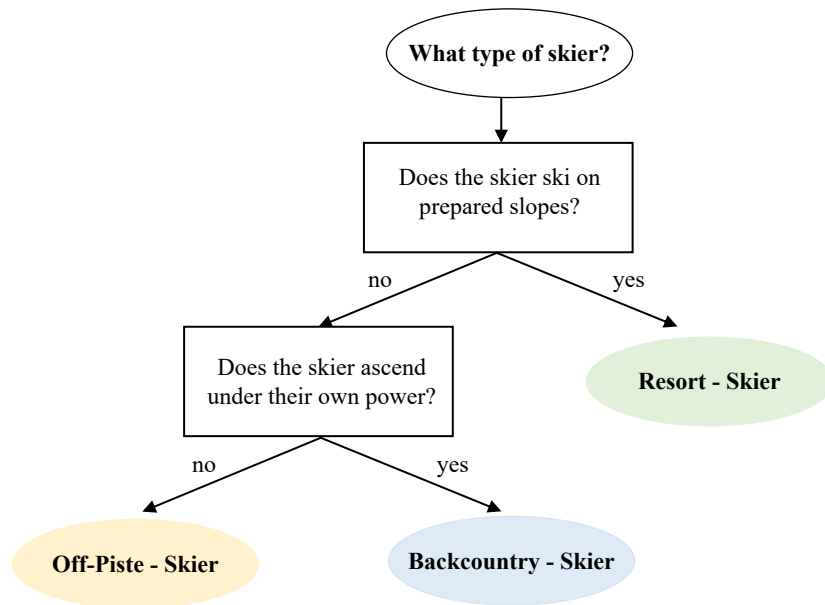 What type of skier?
Does the skier ski on
prepared slopes?
no
yes
Does the skier ascend
under their own power?
Resort - Skier
no
yes
Off-Piste - Skier
Backcountry - Skier